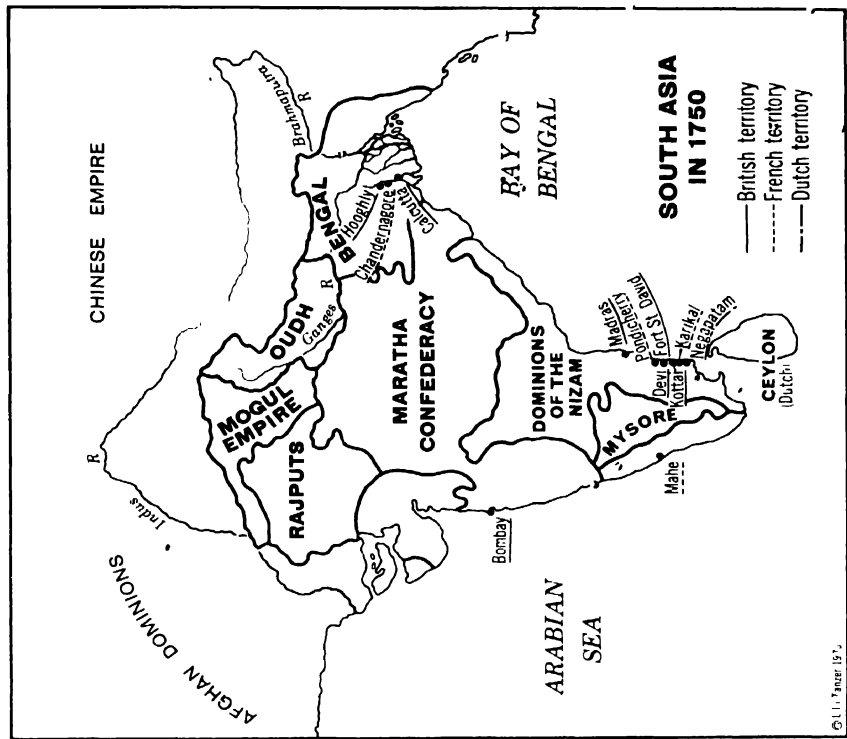 CHINESE EMPIRE
AFGHAN DOMINIONS
Indus
R
Brahmaputra
R
MOGUL
EMPIRE
OUDH
Ganges R
RAJPUTS
BENGAL
Hooghly
Chandernagore
Calcutta
MARATHA
CONFEDERACY
BAY OF
BENGAL
Bombay
DOMINIONS
OF THE
NIZAM
ARABIAN
SEA
MYSORE
Mahe
Madras
Pondicherry
Fort St. David
Devi
Kottar
Karikal
Negapatam
CEYLON
(Dutch)
SOUTH ASIA
IN 1750
British territory
French territory
Dutch territory